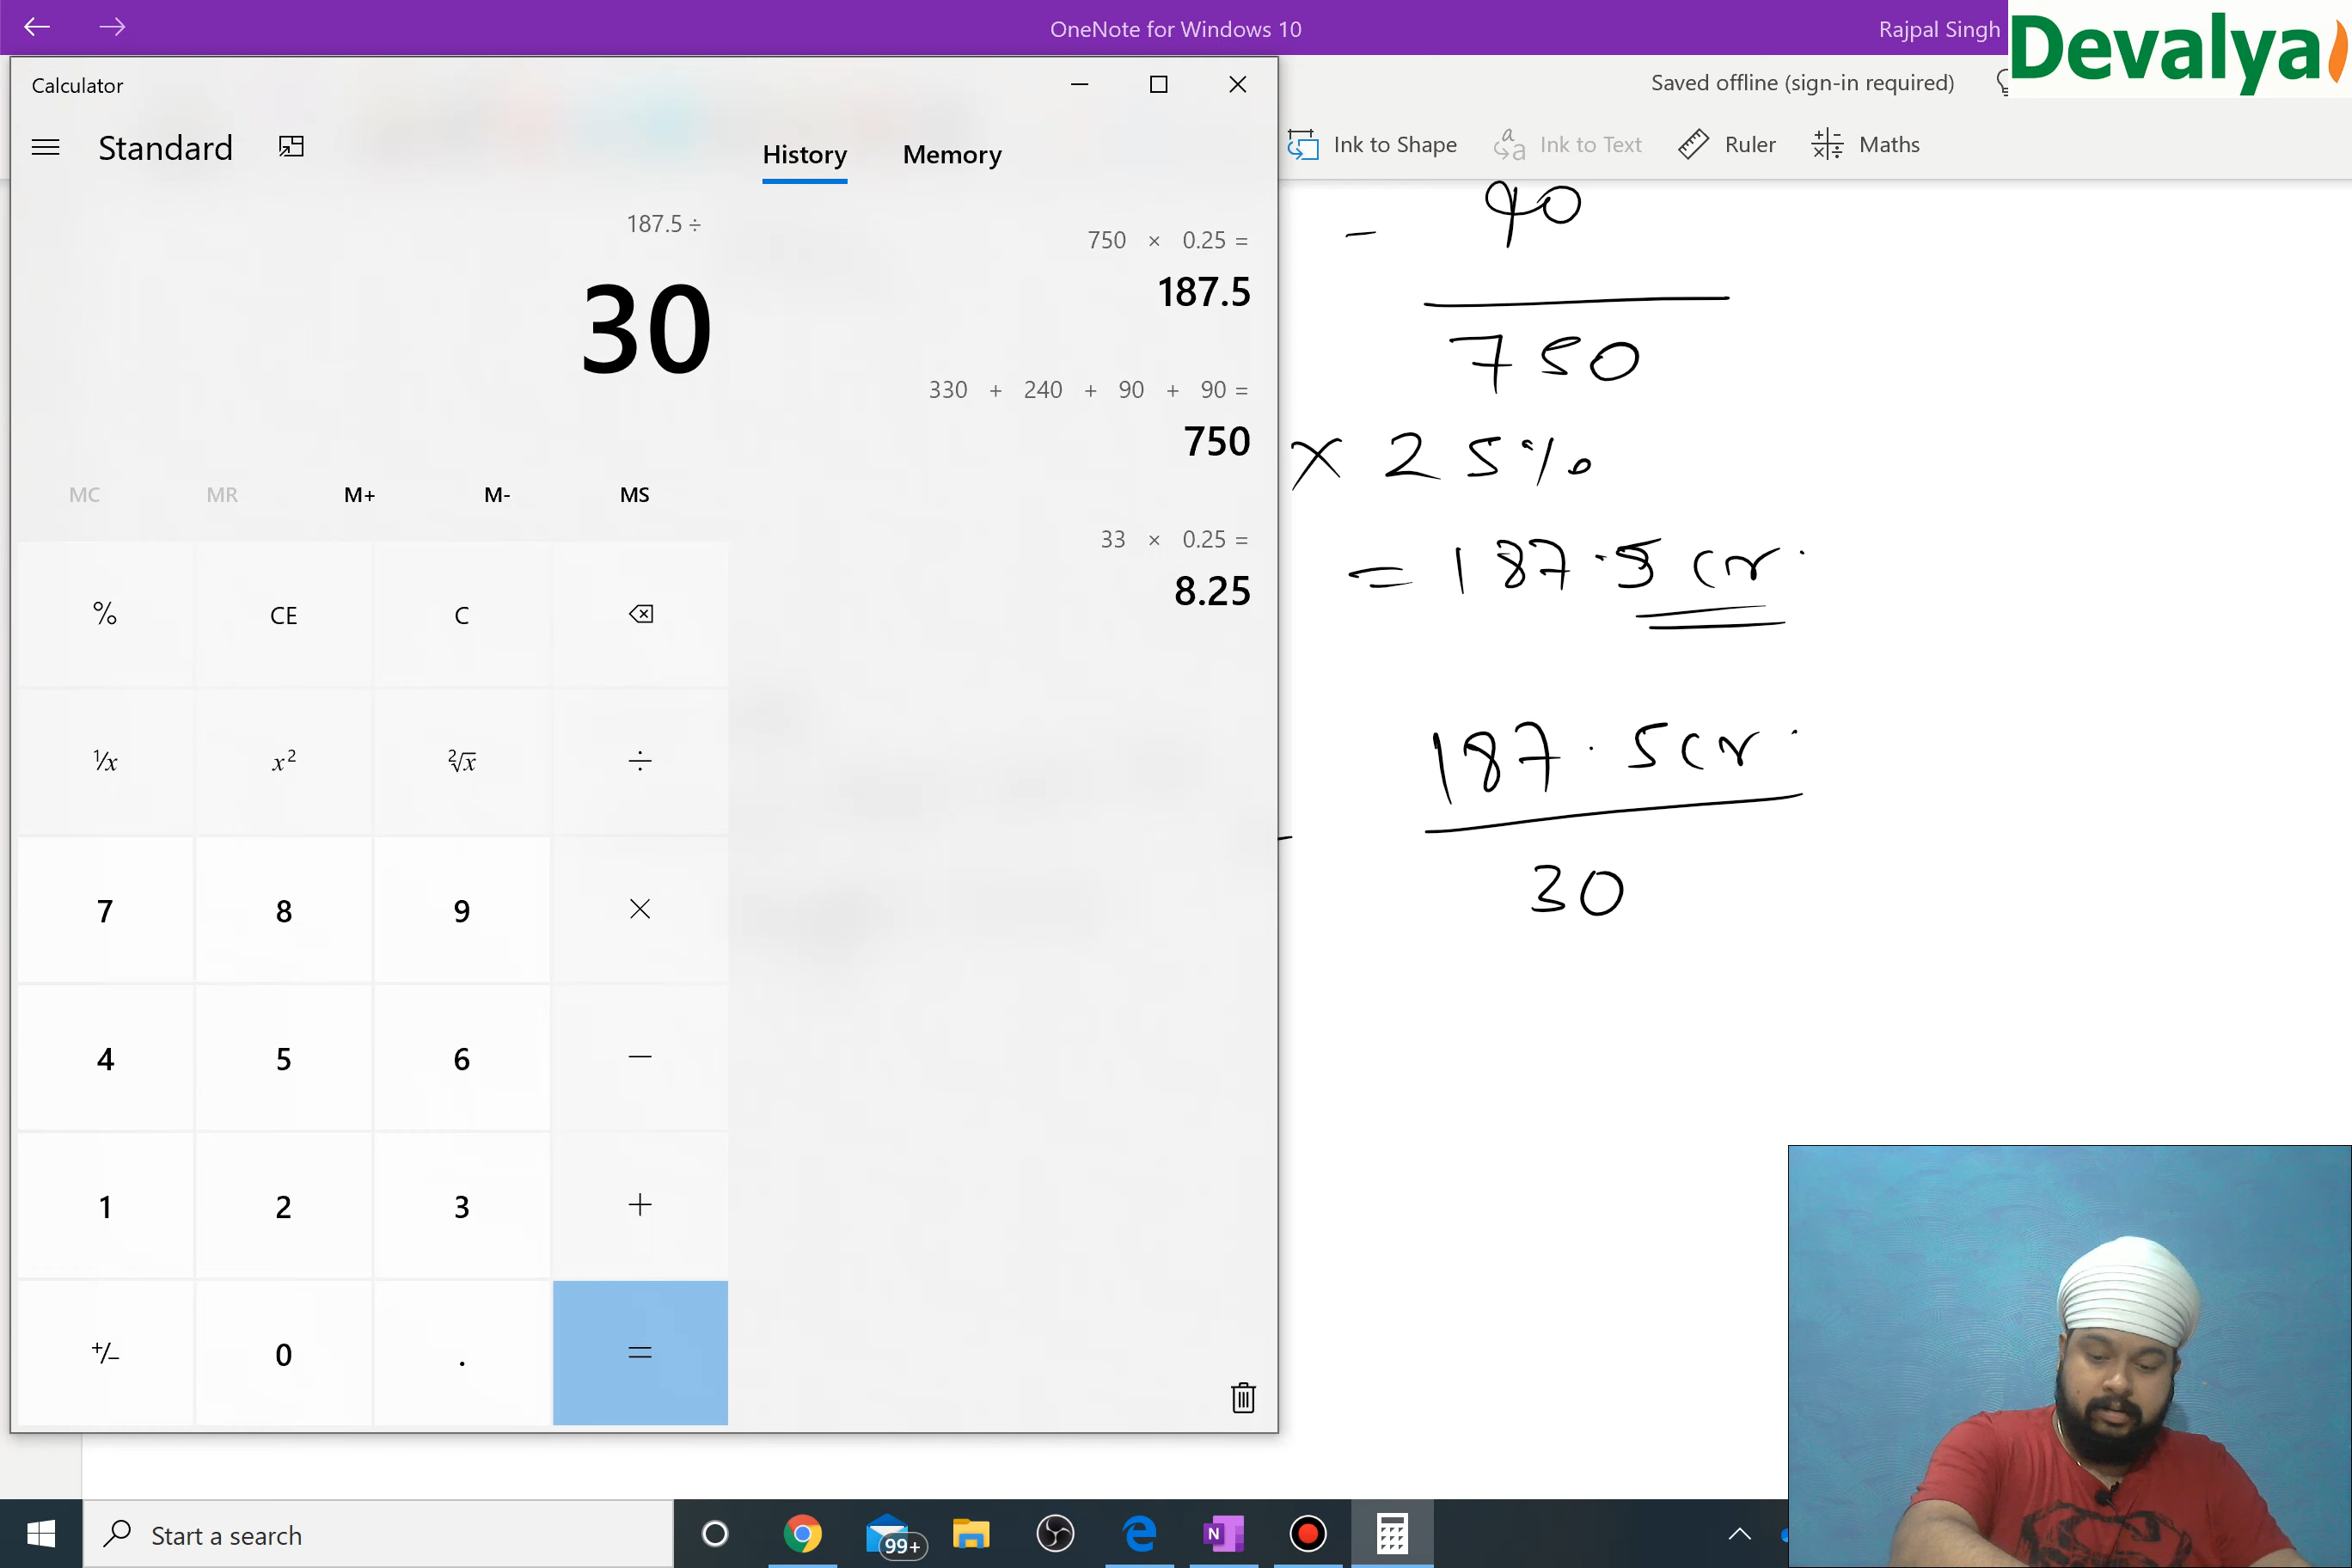 OneNote for Windows 10
Rajpal Singh
Devalya
Calculator
Saved offline (sign-in required)
Standard
History Memory
Ink to Shape Ink to Text Ruler Maths
187.5 ÷
30
750 × 0.25 =
187.5
330 + 240 + 90 + 90 =
750
33 × 0.25 =
8.25
MC MR M+ M- MS
% CE C
1/x x² ²√x ÷
7 8 9 ×
4 5 6 −
1 2 3 +
+/− 0 . =
- 90
750
× 25%
= 187.5 cr.
187.5 cr.
30
Start a search
99+
N